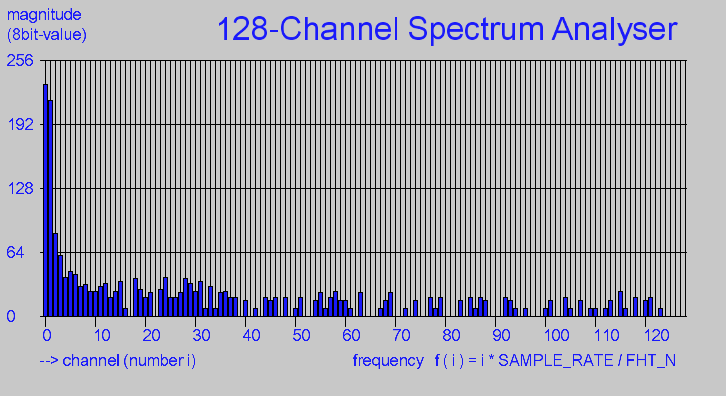 magnitude
(8bit-value)
128-Channel Spectrum Analyser
256
192
128
64
0
0 10 20 30 40 50 60 70 80 90 100 110 120
--> channel (number i)
frequency f ( i ) = i * SAMPLE_RATE / FHT_N